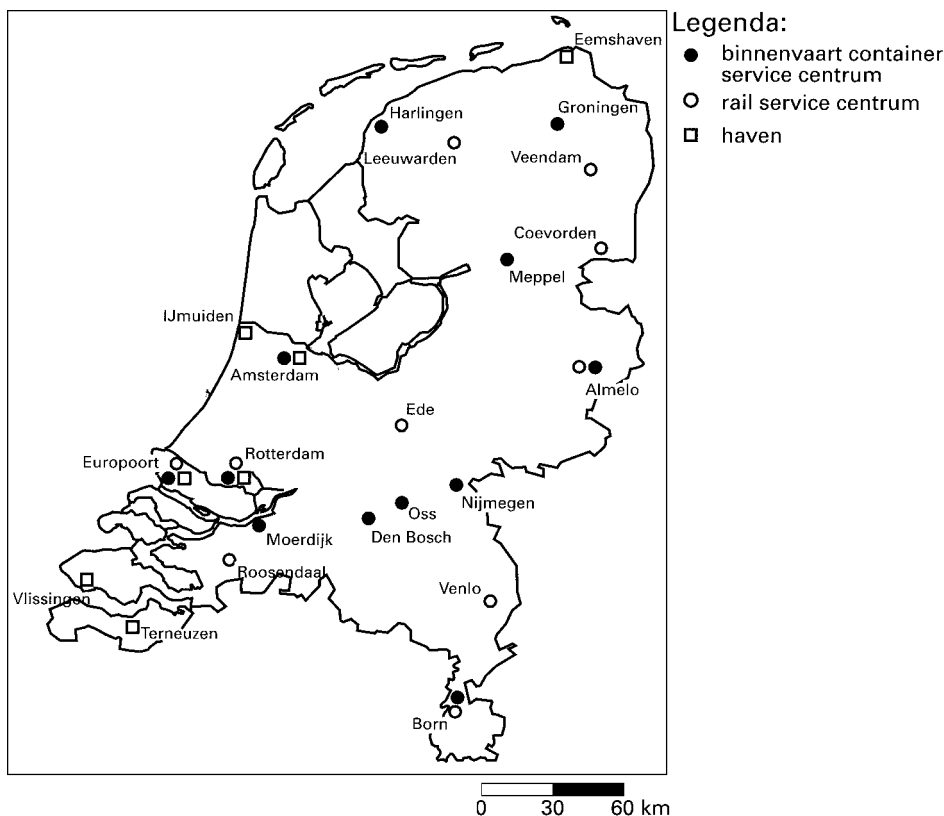 Legenda:
binnenvaart container
service centrum
rail service centrum
haven
Eemshaven
Harlingen
Groningen
Leeuwarden
Veendam
Coevorden
Meppel
IJmuiden
Amsterdam
Almelo
Ede
Europoort
Rotterdam
Nijmegen
Oss
Moerdijk
Den Bosch
Roosendaal
Venlo
Vlissingen
Terneuzen
Born
0 30 60 km